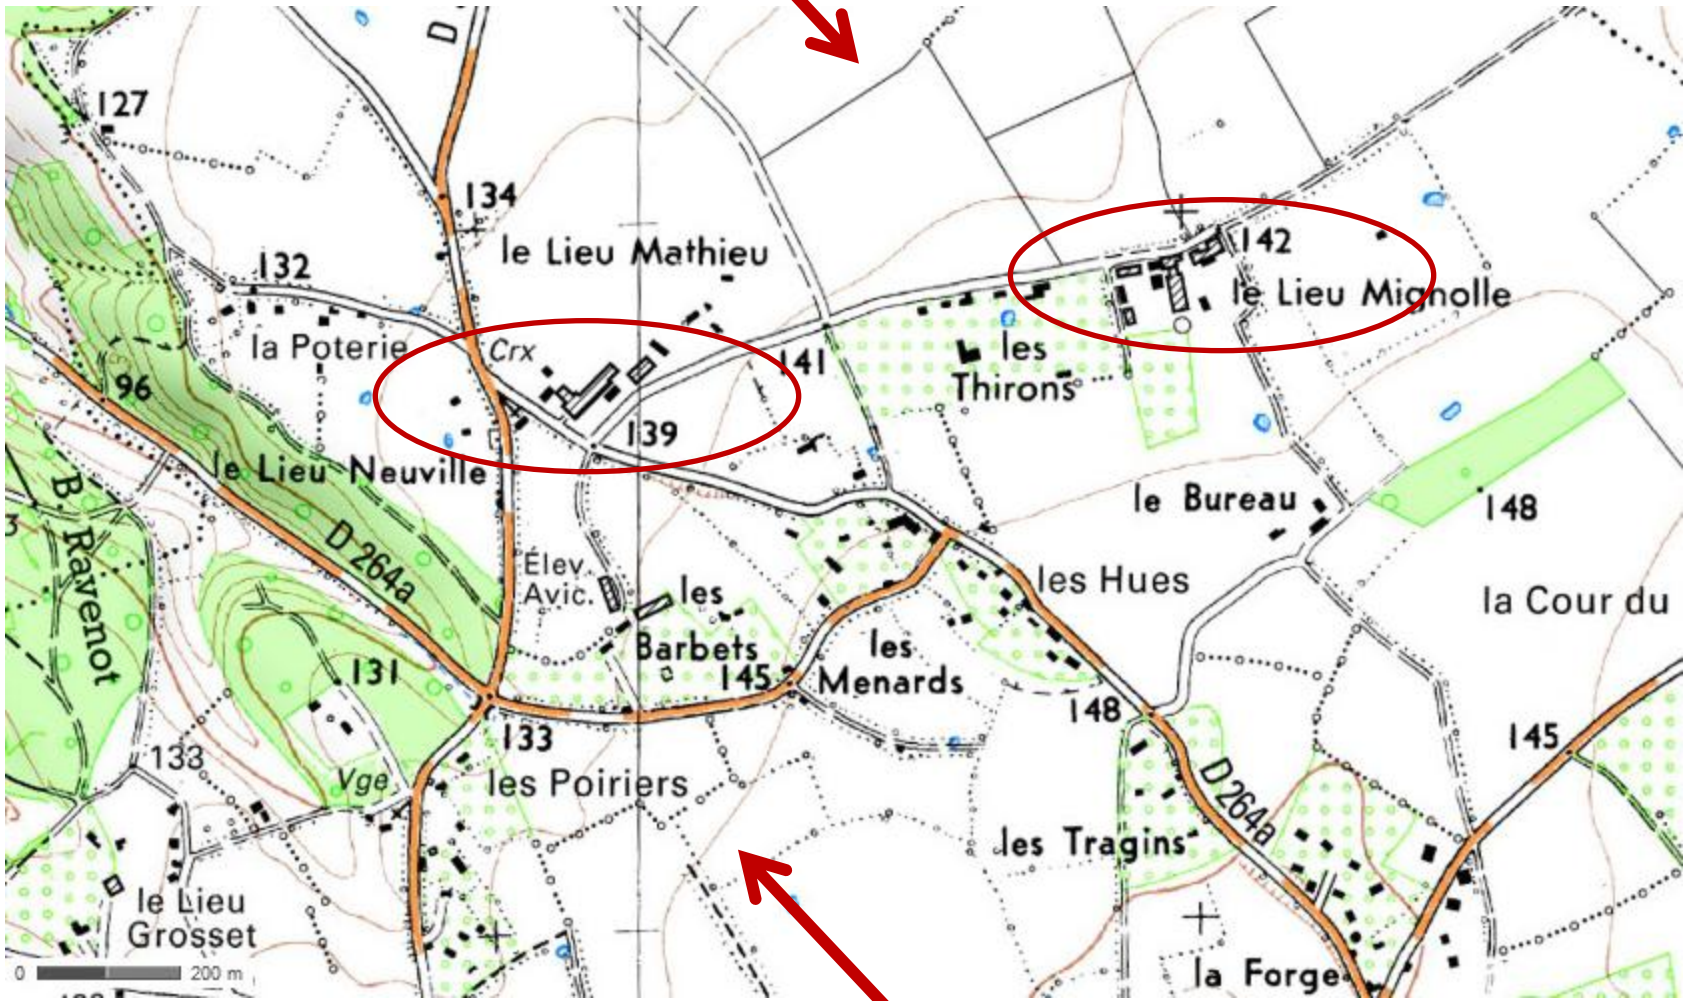 D
127
134
le Lieu Mathieu
132
142
le Lieu Mignolle
la Poterie
Crx
141
les
Thirons
96
139
le Lieu Neuville
le Bureau
148
B.
Ravenot
D 264a
Élev.
Avic.
les
Barbets
les Hues
la Cour du
les
Menards
131
145
148
133
133
145
Vge
les Poiriers
D 264a
les Tragins
le Lieu
Grosset
la Forge
0 200 m